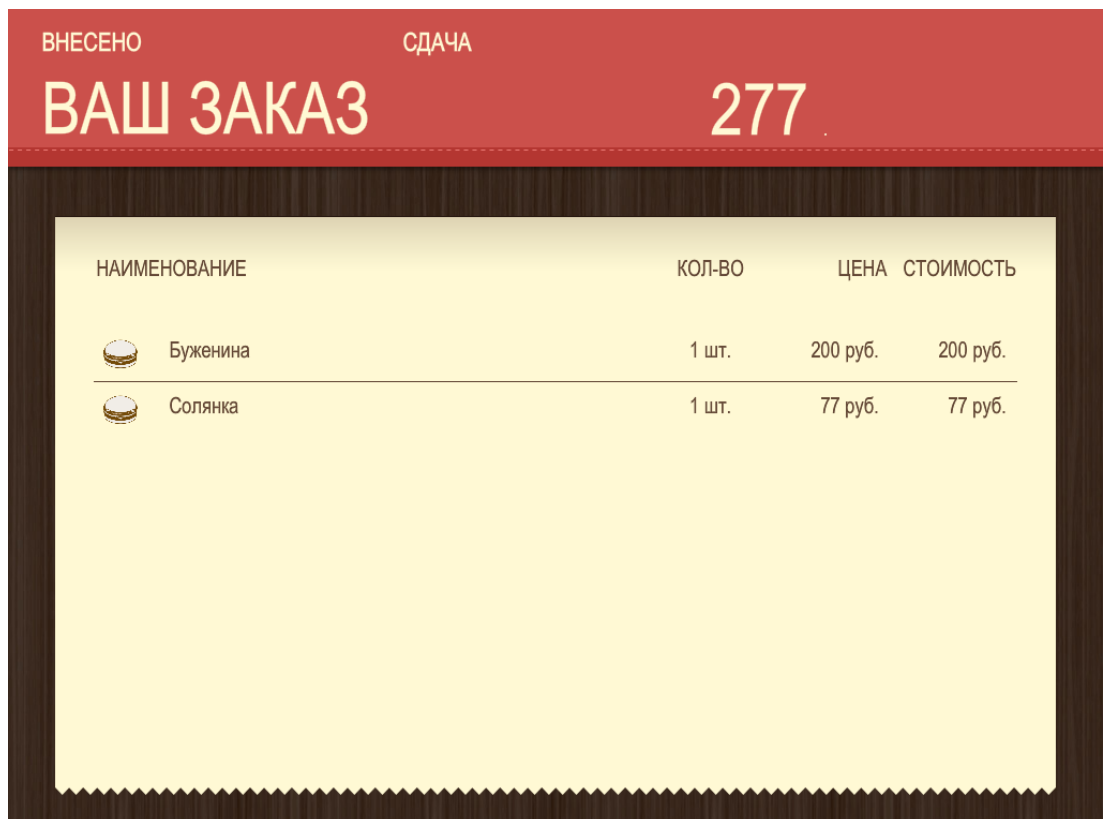 ВНЕСЕНО СДАЧА
ВАШ ЗАКАЗ 277 .
НАИМЕНОВАНИЕ КОЛ-ВО ЦЕНА СТОИМОСТЬ
Буженина 1 шт. 200 руб. 200 руб.
Солянка 1 шт. 77 руб. 77 руб.